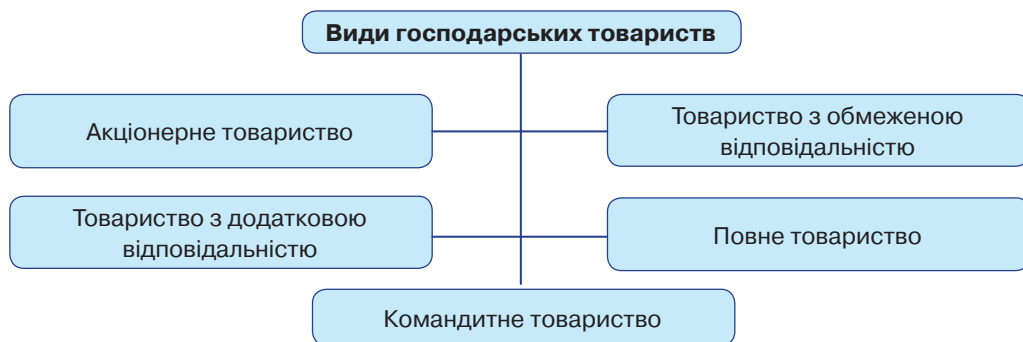 Види господарських товариств
Акціонерне товариство
Товариство з обмеженою
відповідальністю
Товариство з додатковою
відповідальністю
Повне товариство
Командитне товариство